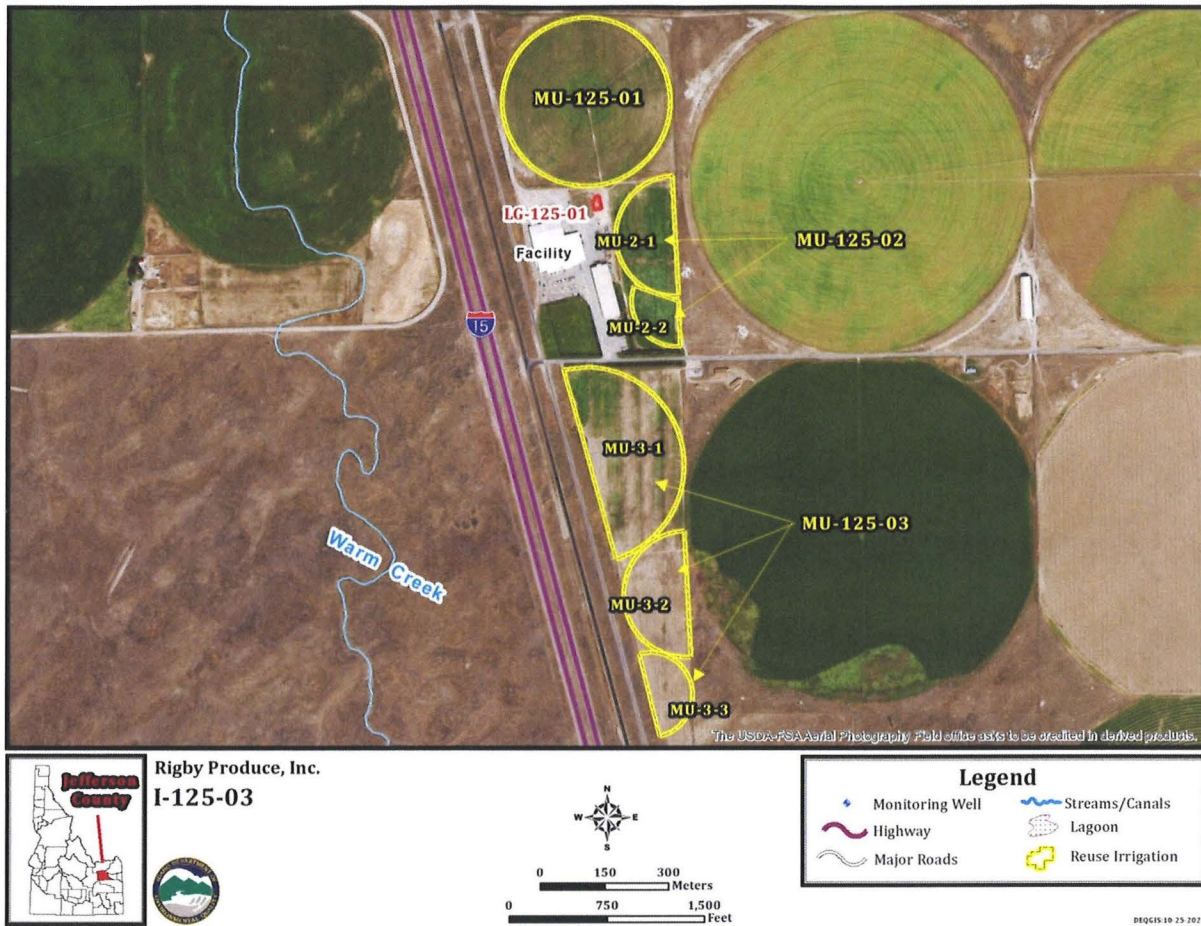 MU-125-01
LG-125-01
Facility
MU-2-1
MU-125-02
MU-2-2
15
MU-3-1
MU-125-03
Warm Creek
MU-3-2
MU-3-3
The USDA-FSA Aerial Photography Field office asks to be credited in derived products.
Jefferson
County
Rigby Produce, Inc.
I-125-03
N
W E
S
0 150 300
Meters
0 750 1,500
Feet
Legend
Monitoring Well
Streams/Canals
Highway
Lagoon
Major Roads
Reuse Irrigation